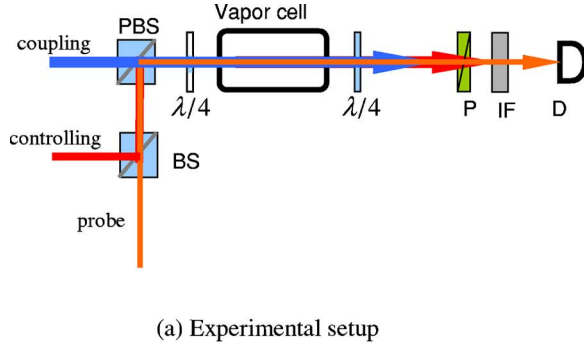 PBS
Vapor cell
coupling
λ/4
λ/4
P
IF
D
controlling
BS
probe
(a) Experimental setup